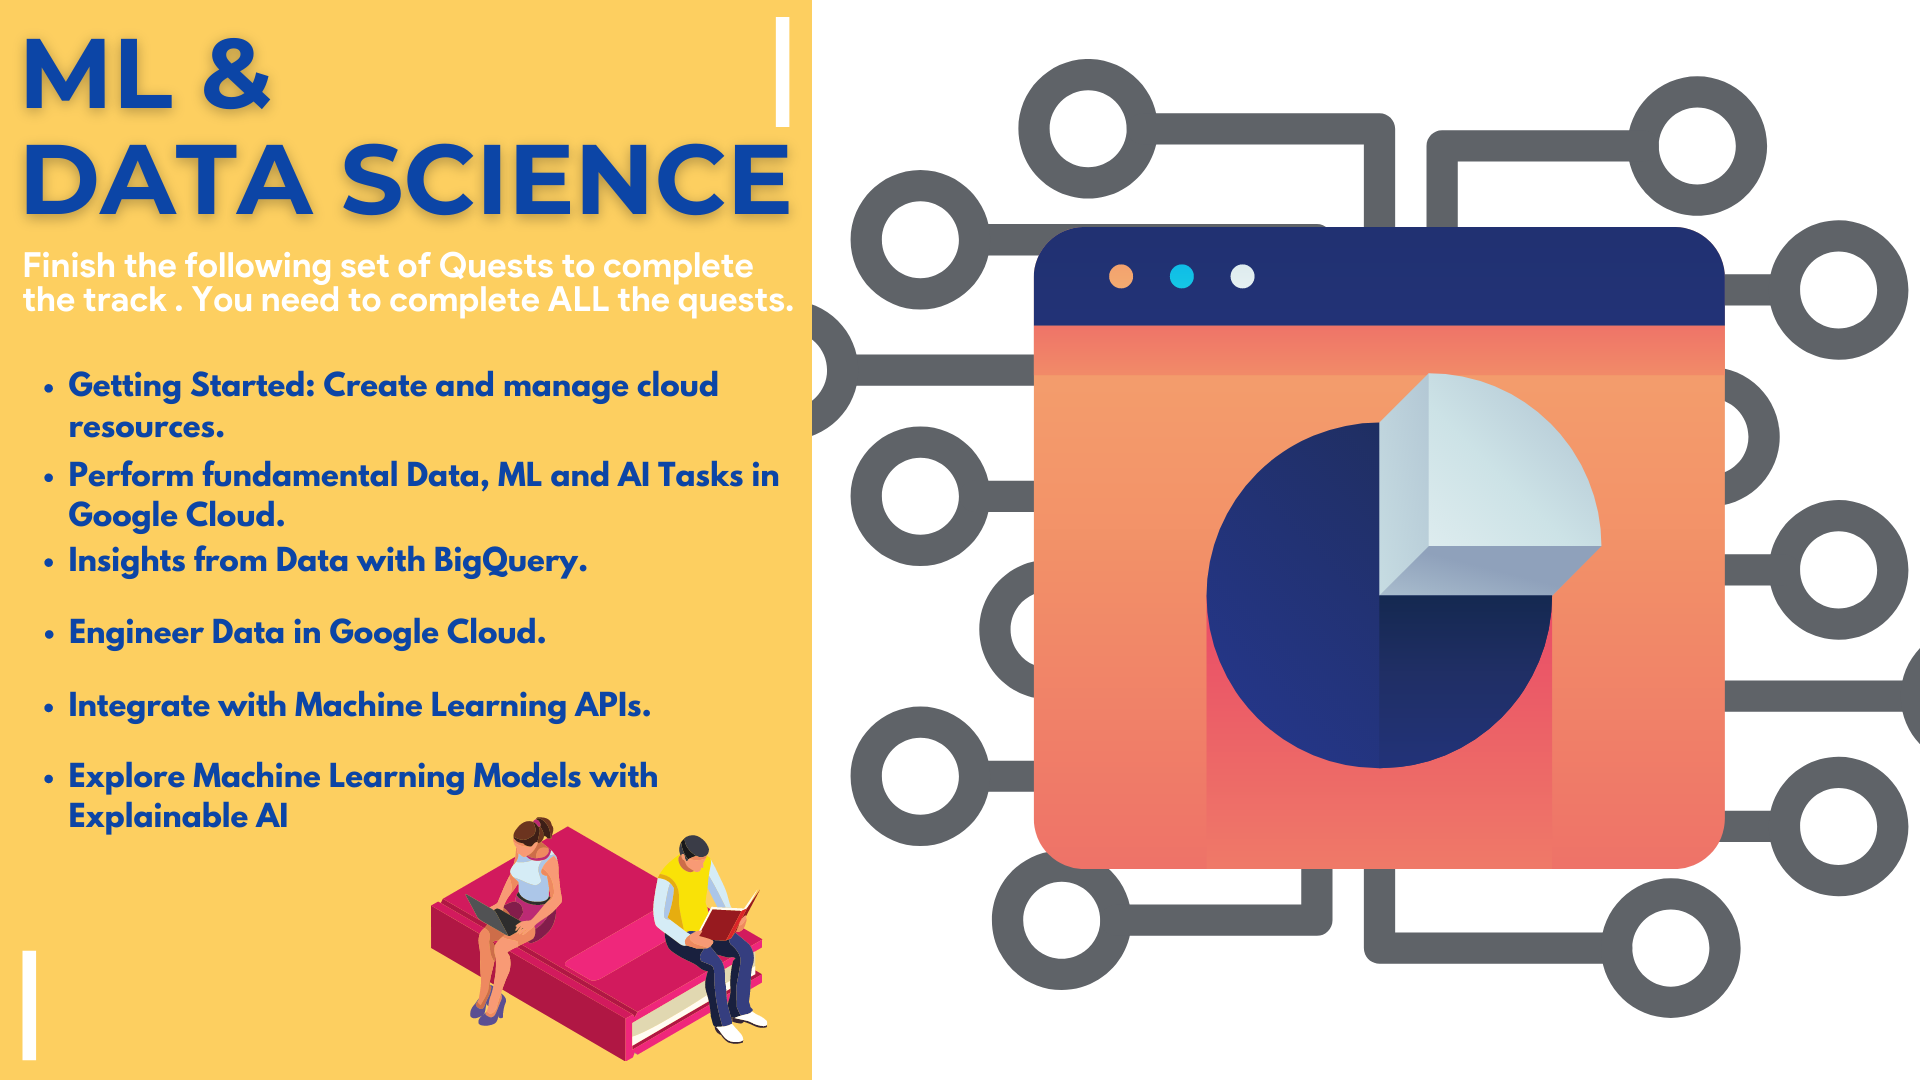 ML &
DATA SCIENCE
Finish the following set of Quests to complete
the track . You need to complete ALL the quests.
• Getting Started: Create and manage cloud
resources.
• Perform fundamental Data, ML and AI Tasks in
Google Cloud.
• Insights from Data with BigQuery.
• Engineer Data in Google Cloud.
• Integrate with Machine Learning APIs.
• Explore Machine Learning Models with
Explainable AI